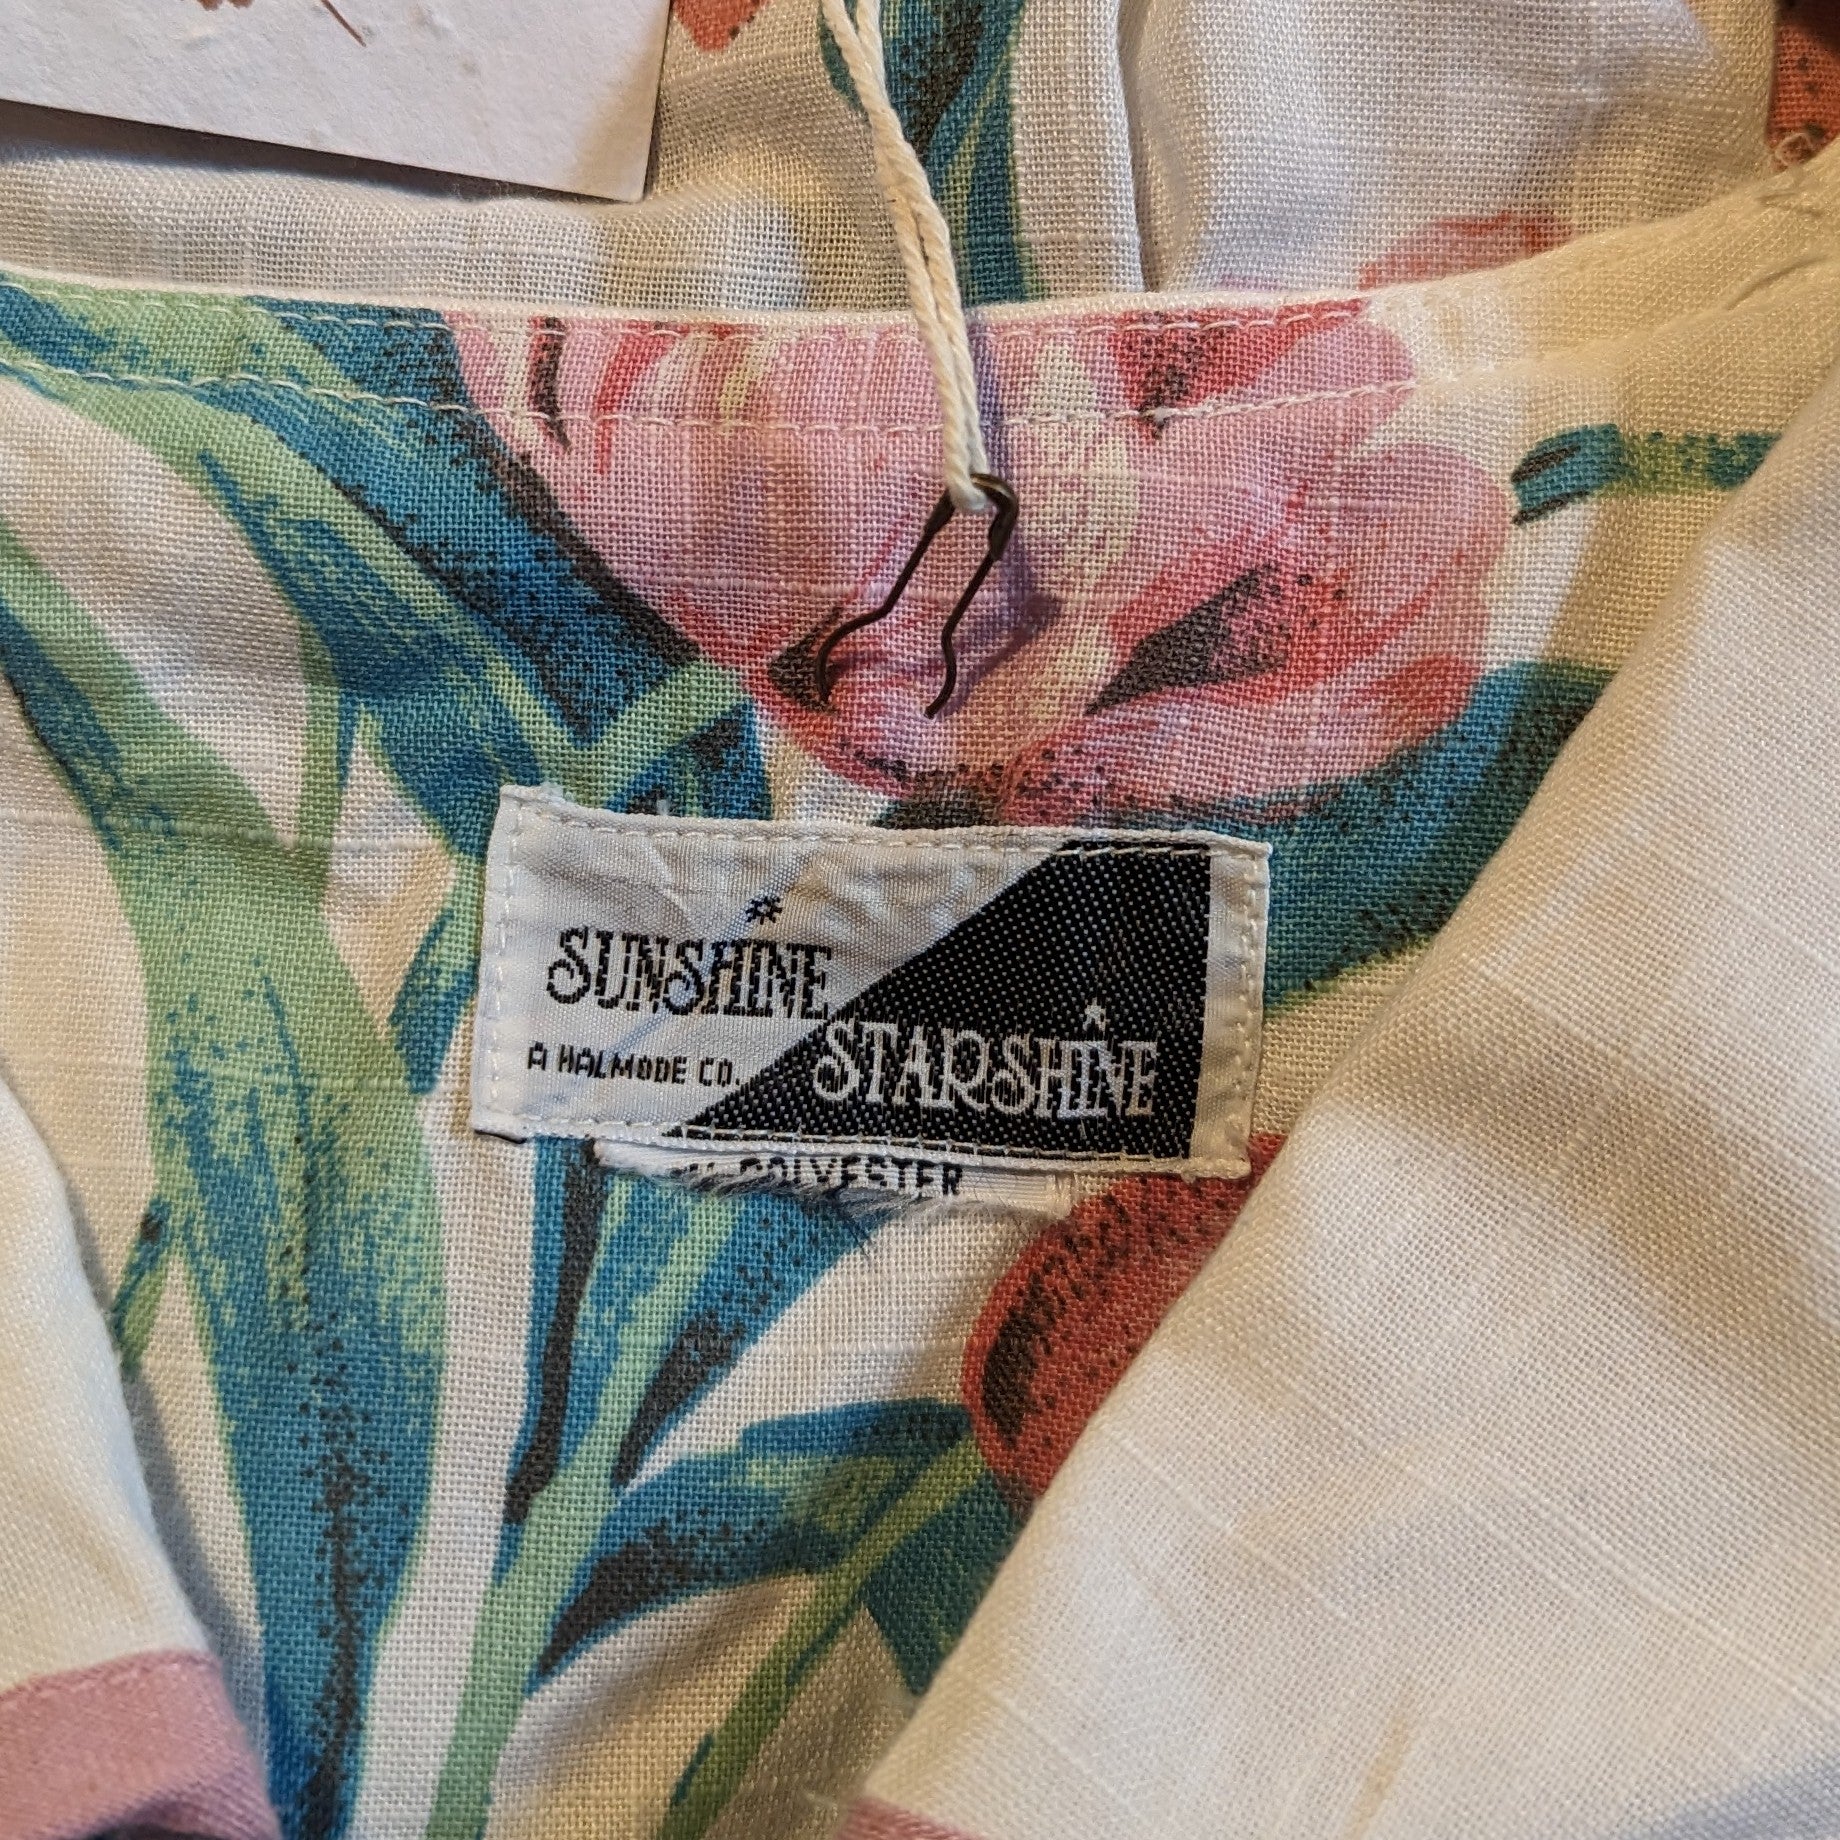 SUNSHINE
STARSHINE
A HALMODE CO.
POLYESTER